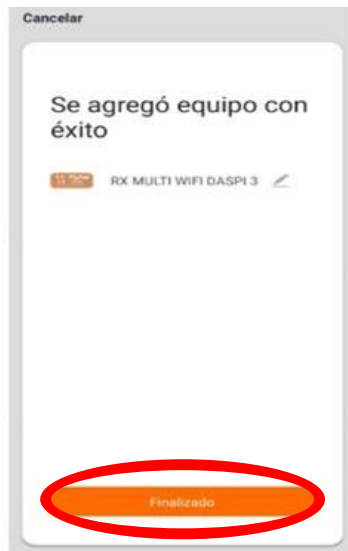 Cancelar
Se agregó equipo con
éxito
RX MULTI WIFI DASPI 3
Finalizado